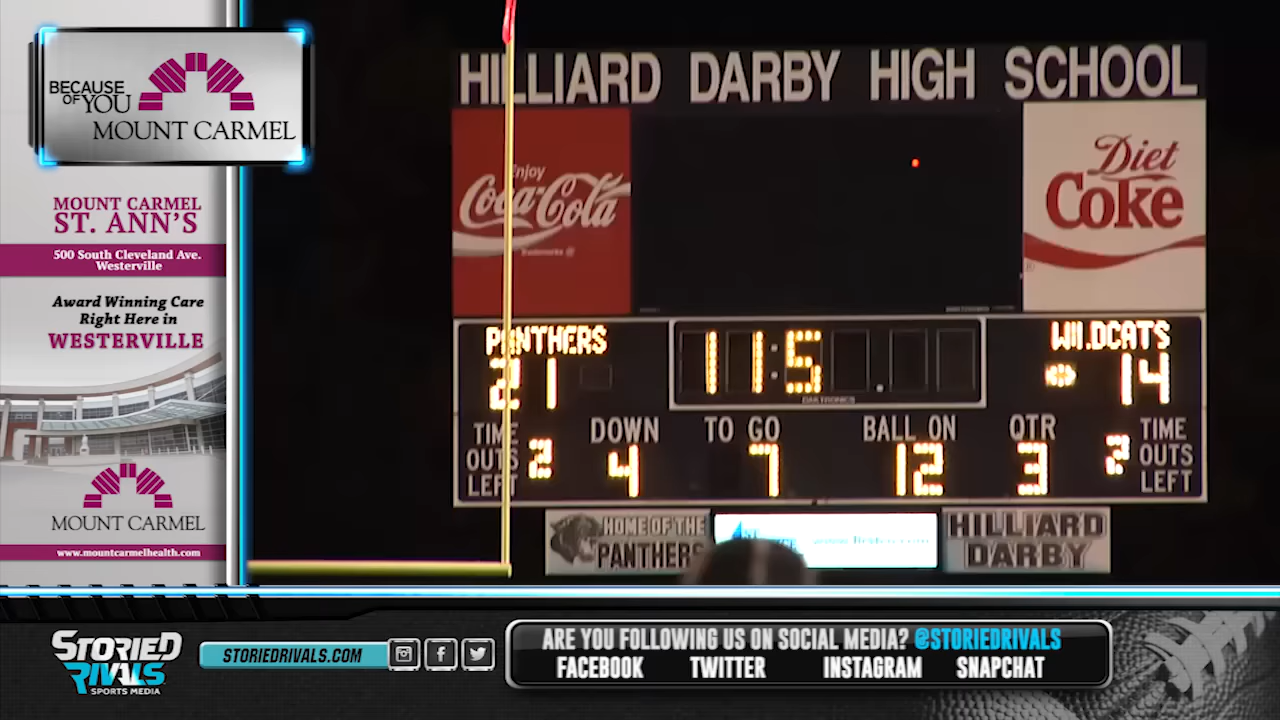 BECAUSE
OF YOU
MOUNT CARMEL
MOUNT CARMEL
ST. ANN'S
500 South Cleveland Ave.
Westerville
Award Winning Care
Right Here in
WESTERVILLE
MOUNT CARMEL
www.mountcarmelhealth.com
HILLIARD DARBY HIGH SCHOOL
Enjoy
Coca-Cola
Diet
Coke
PANTHERS 11:5 WILDCATS
21 14
TIME OUTS LEFT 2 DOWN 4 TO GO 7 BALL ON 12 QTR 3 2 TIME OUTS LEFT
DAKTRONICS
HOME OF THE
PANTHERS
HILLIARD
DARBY
STORIED
RIVALS
SPORTS MEDIA
STORIEDRIVALS.COM
ARE YOU FOLLOWING US ON SOCIAL MEDIA? @STORIEDRIVALS
FACEBOOK TWITTER INSTAGRAM SNAPCHAT